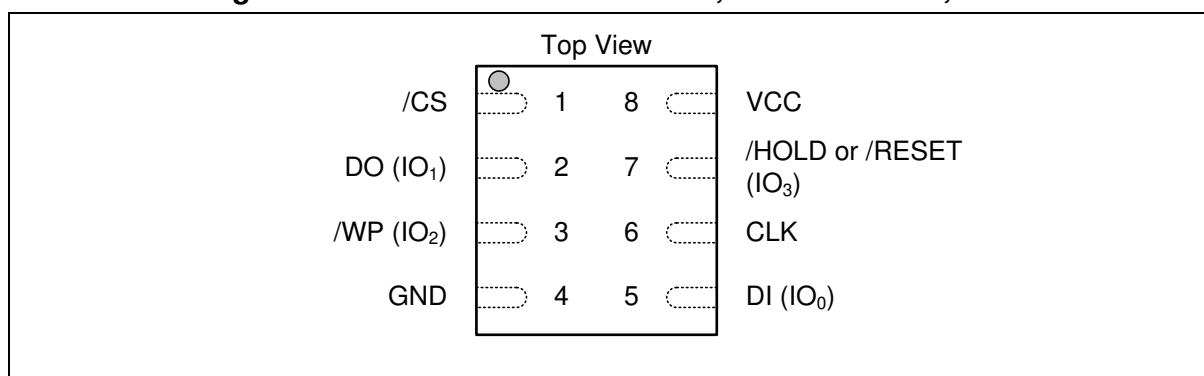 Top View
/CS 1 8 VCC
DO (IO₁) 2 7 /HOLD or /RESET
(IO₃)
/WP (IO₂) 3 6 CLK
GND 4 5 DI (IO₀)